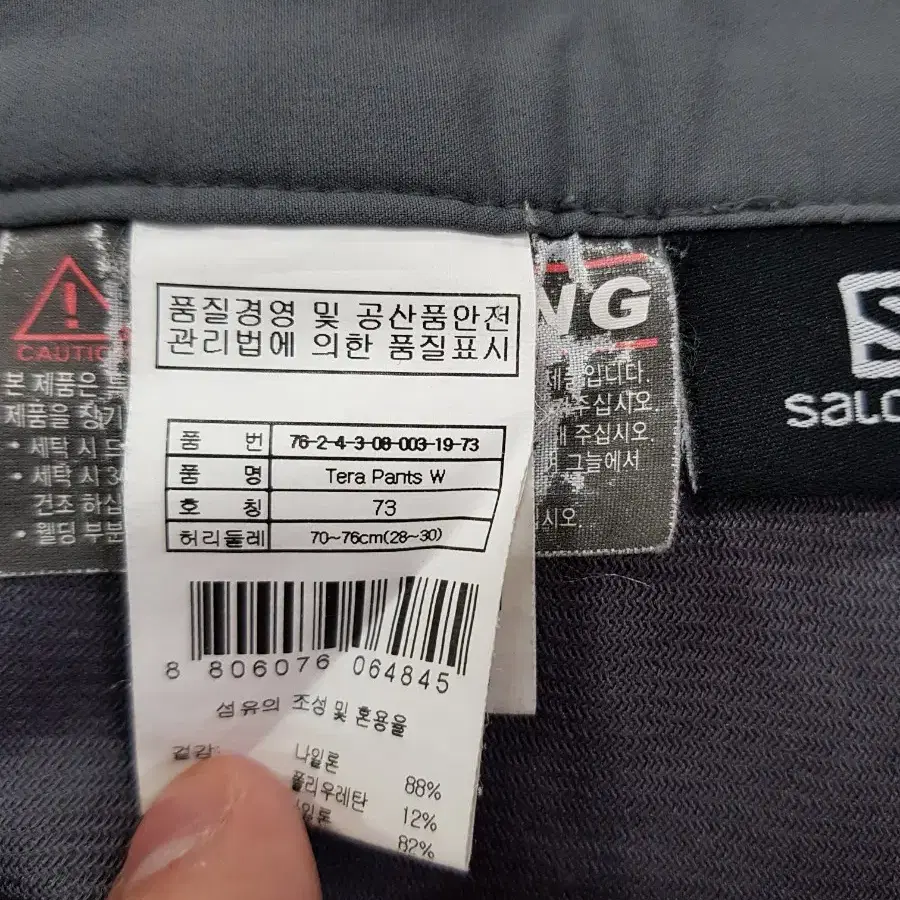 품질경영 및 공산품안전
관리법에 의한 품질표시
품 번 76-2-4-3-08-003-19-73
품 명 Tera Pants W
호 칭 73
허리둘레 70~76cm(28~30)
8 806076 064845
섬유의 조성 및 혼용율
겉감: 나일론 88%
폴리우레탄 12%
82%
CAUTIO
본 제품은
제품을 장기
• 세탁 시
• 세탁 시
건조 하십
• 웰딩 부분
NG
입니다.
주십시오.
주십시오.
그늘에서
시오.
salo